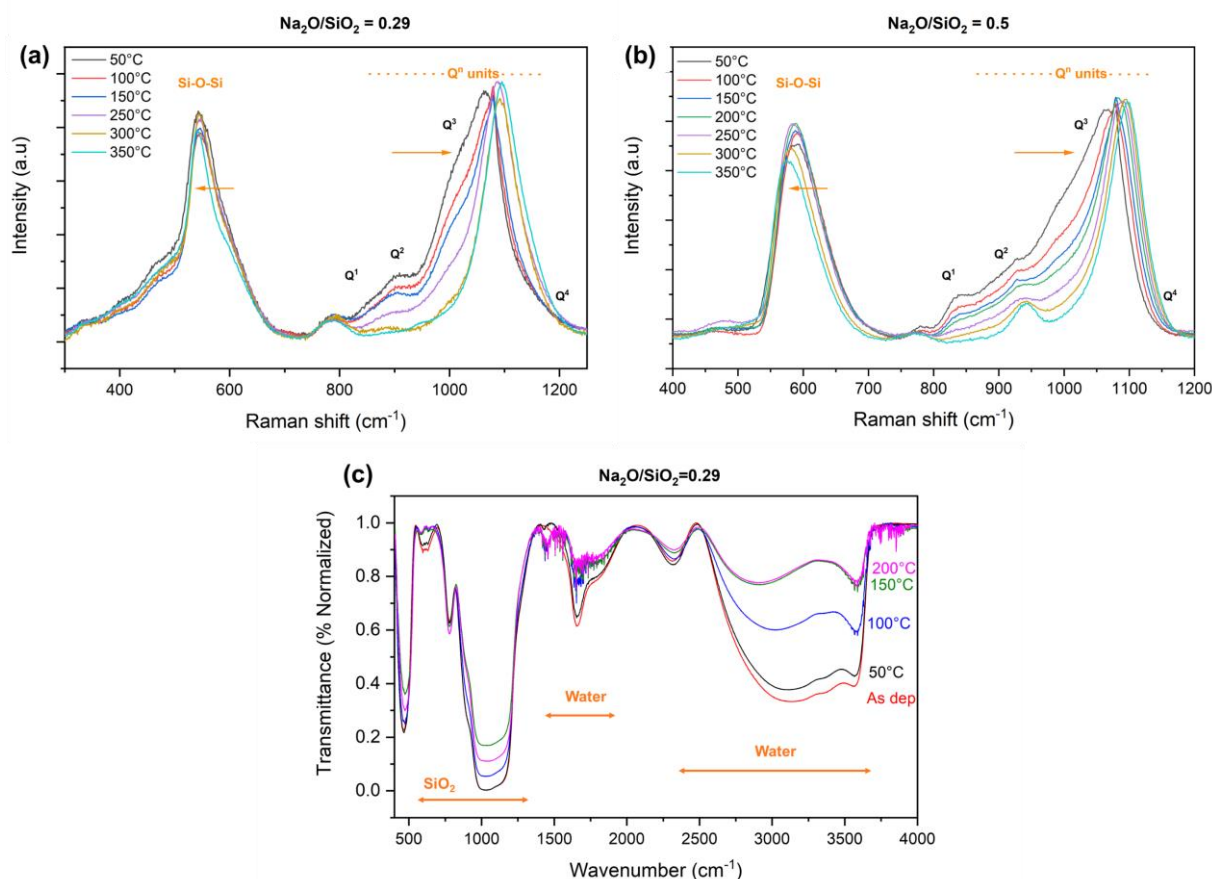 Na₂O/SiO₂ = 0.29
(a)
50°C
100°C
150°C
250°C
300°C
350°C
Si-O-Si
Qⁿ units
Q³
Q²
Q¹
Q⁴
Intensity (a.u)
400 600 800 1000 1200
Raman shift (cm⁻¹)
Na₂O/SiO₂ = 0.5
(b)
50°C
100°C
150°C
200°C
250°C
300°C
350°C
Si-O-Si
Qⁿ units
Q³
Q²
Q¹
Q⁴
Intensity (a.u)
400 500 600 700 800 900 1000 1100 1200
Raman shift (cm⁻¹)
Na₂O/SiO₂=0.29
(c)
1.0
0.8
0.6
0.4
0.2
0.0
Transmittance (% Normalized)
200°C
150°C
100°C
50°C
As dep
Water
Water
SiO₂
500 1000 1500 2000 2500 3000 3500 4000
Wavenumber (cm⁻¹)